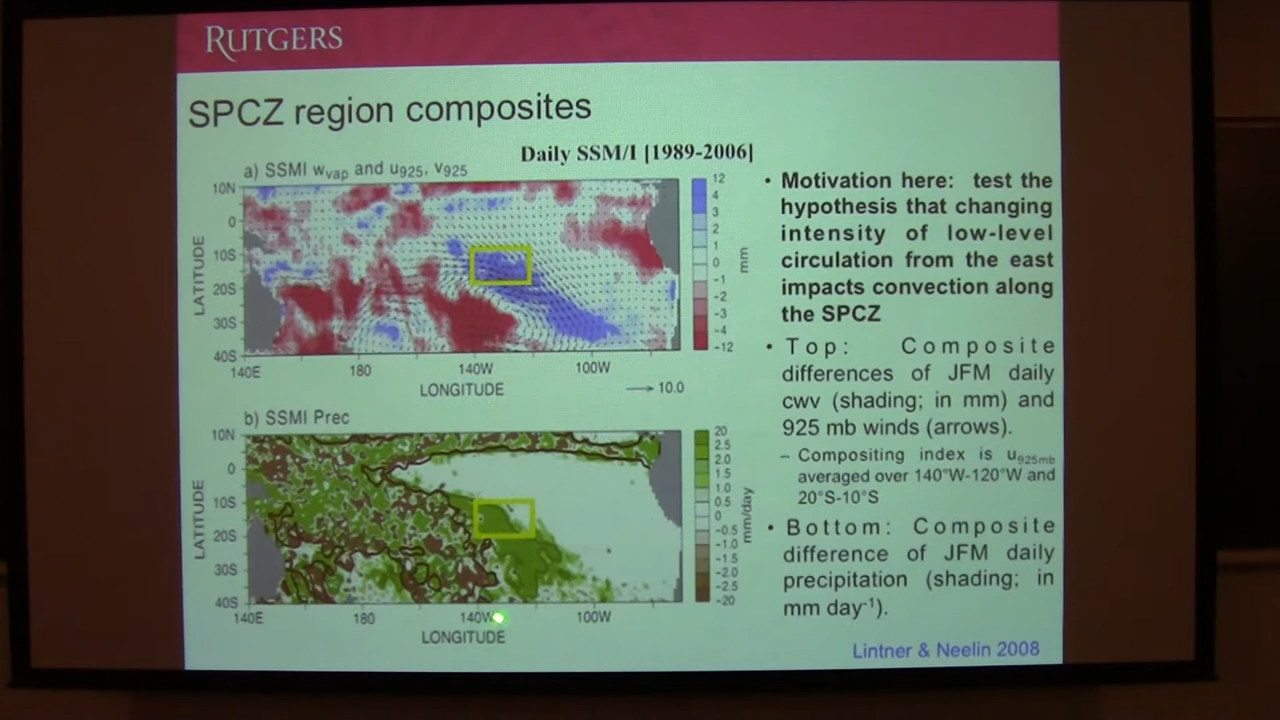 RUTGERS
SPCZ region composites
Daily SSM/I [1989-2006]
a) SSMI wvap and u925, v925
10N
0
10S
20S
30S
40S
LATITUDE
140E
180
140W
100W
LONGITUDE
10.0
12
4
3
2
1
0
−1
−2
−3
−4
−12
mm
b) SSMI Prec
10N
0
10S
20S
30S
40S
LATITUDE
140E
180
140W
100W
LONGITUDE
20
2.5
2.0
1.5
1.0
0.5
0
−0.5
−1.0
−1.5
−2.0
−2.5
−20
mm/day
• Motivation here: test the
hypothesis that changing
intensity of low-level
circulation from the east
impacts convection along
the SPCZ
• Top: Composite
differences of JFM daily
cwv (shading; in mm) and
925 mb winds (arrows).
– Compositing index is u925mb
averaged over 140°W-120°W and
20°S-10°S
• Bottom: Composite
difference of JFM daily
precipitation (shading; in
mm day-1).
Lintner & Neelin 2008